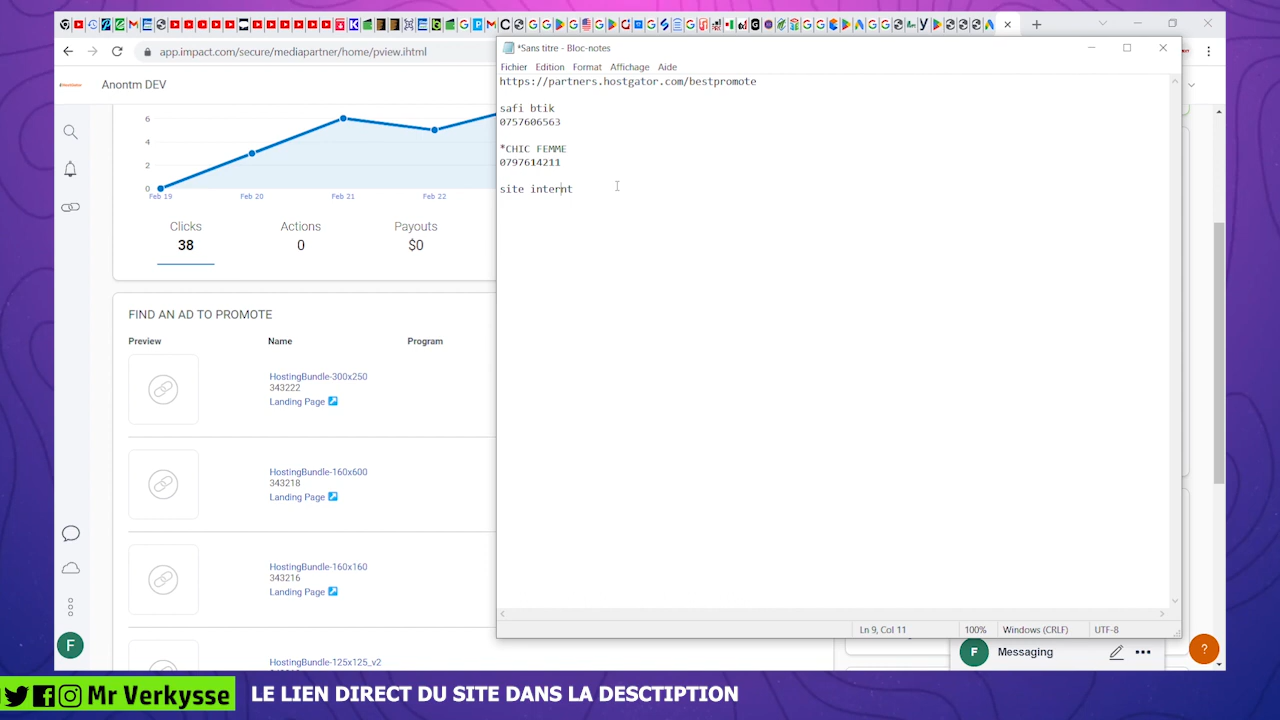 app.impact.com/secure/mediapartner/home/pview.ihtml
Anontm DEV
6
4
2
0
Feb 19
Feb 20
Feb 21
Feb 22
Clicks
Actions
Payouts
38
0
$0
FIND AN AD TO PROMOTE
Preview
Name
Program
HostingBundle-300x250
343222
Landing Page
HostingBundle-160x600
343218
Landing Page
HostingBundle-160x160
343216
Landing Page
HostingBundle-125x125_v2
*Sans titre - Bloc-notes
Fichier Edition Format Affichage Aide
https://partners.hostgator.com/bestpromote
safi btik
0757606563
*CHIC FEMME
0797614211
site internt
Ln 9, Col 11
100%
Windows (CRLF)
UTF-8
F
F
Messaging
?
Mr Verkysse
LE LIEN DIRECT DU SITE DANS LA DESCTIPTION